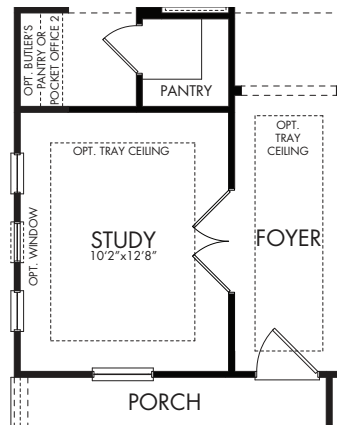 OPT. BUTLER'S
PANTRY OR
POCKET OFFICE 2
PANTRY
OPT. TRAY CEILING
OPT.
TRAY
CEILING
OPT. WINDOW
STUDY
10'2"x12'8"
FOYER
PORCH